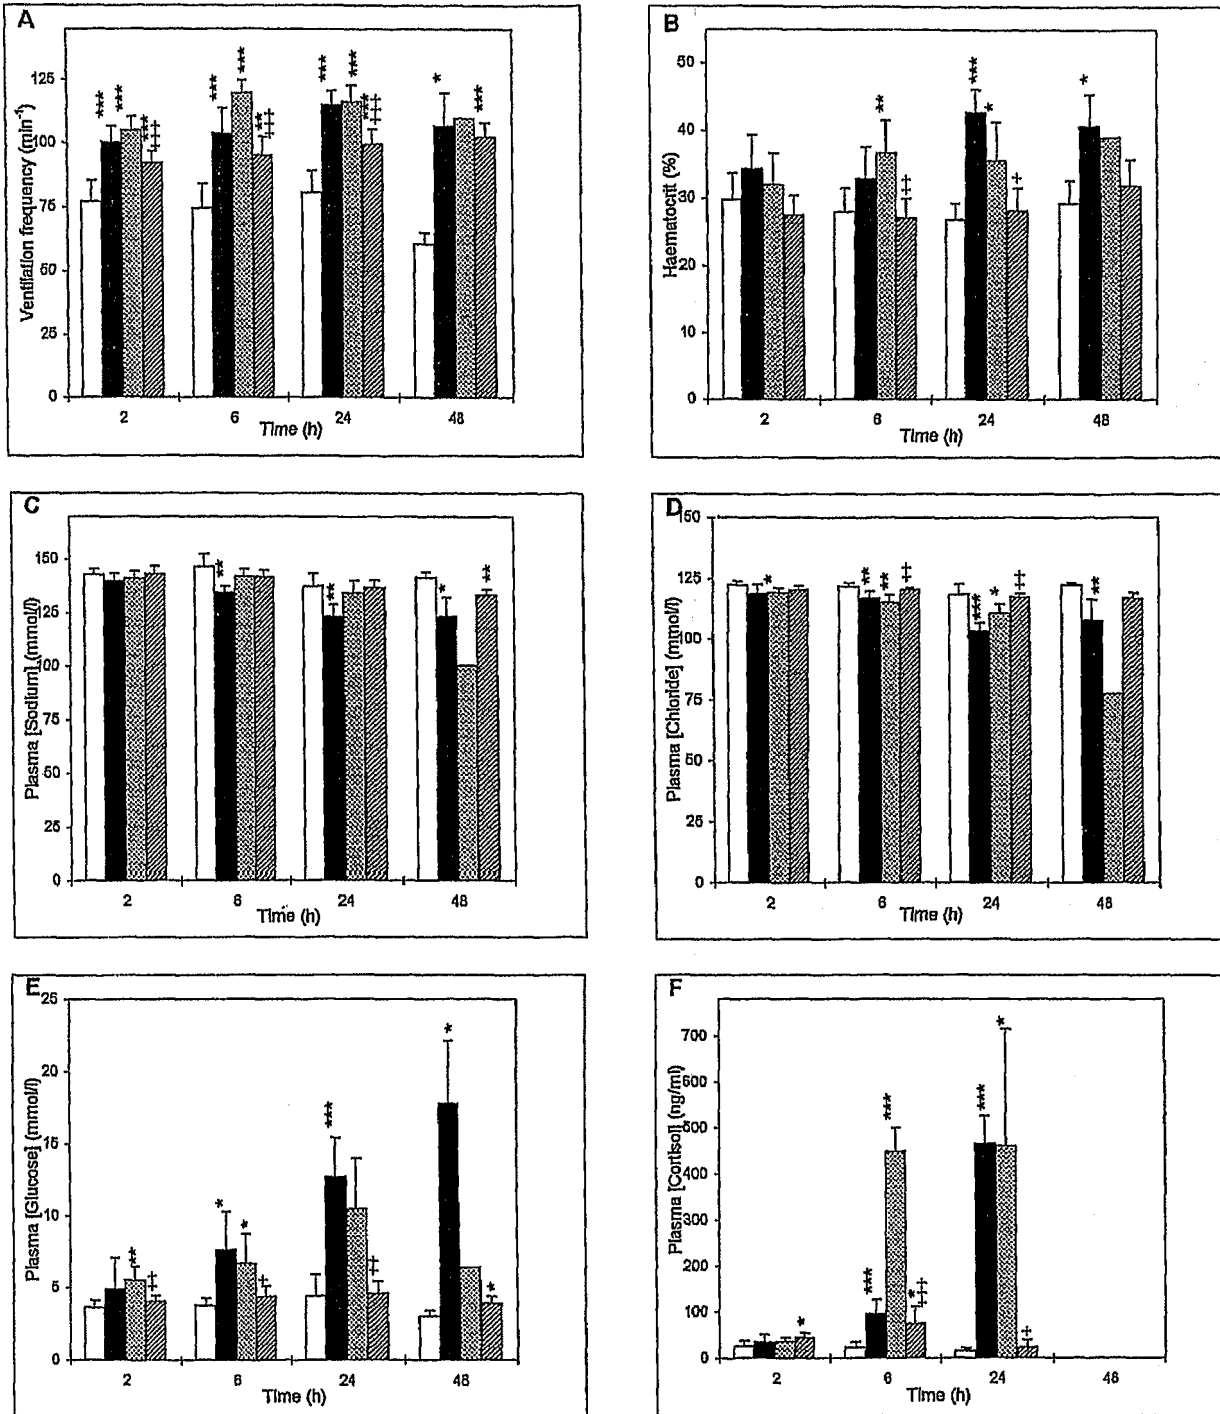 A
Ventilation frequency (min⁻¹)
125
100
75
50
25
0
*** *** *** *** *** *** * ***
*** ‡‡‡ ** ‡‡‡ *** ‡‡‡
2 6 24 48
Time (h)
B
Haematocrit (%)
50
40
30
20
10
0
** ‡ *** * † *
2 6 24 48
Time (h)
C
Plasma [Sodium] (mmol/l)
150
125
100
75
50
25
0
** ** * **
2 6 24 48
Time (h)
D
Plasma [Chloride] (mmol/l)
150
125
100
75
50
25
0
* ** ** ‡ *** * ‡ **
2 6 24 48
Time (h)
E
Plasma [Glucose] (mmol/l)
25
20
15
10
5
0
** ‡ * * † *** ‡ * *
2 6 24 48
Time (h)
F
Plasma [Cortisol] (ng/ml)
700
600
500
400
300
200
100
0
* *** *** * ‡‡‡ *** * †
2 6 24 48
Time (h)